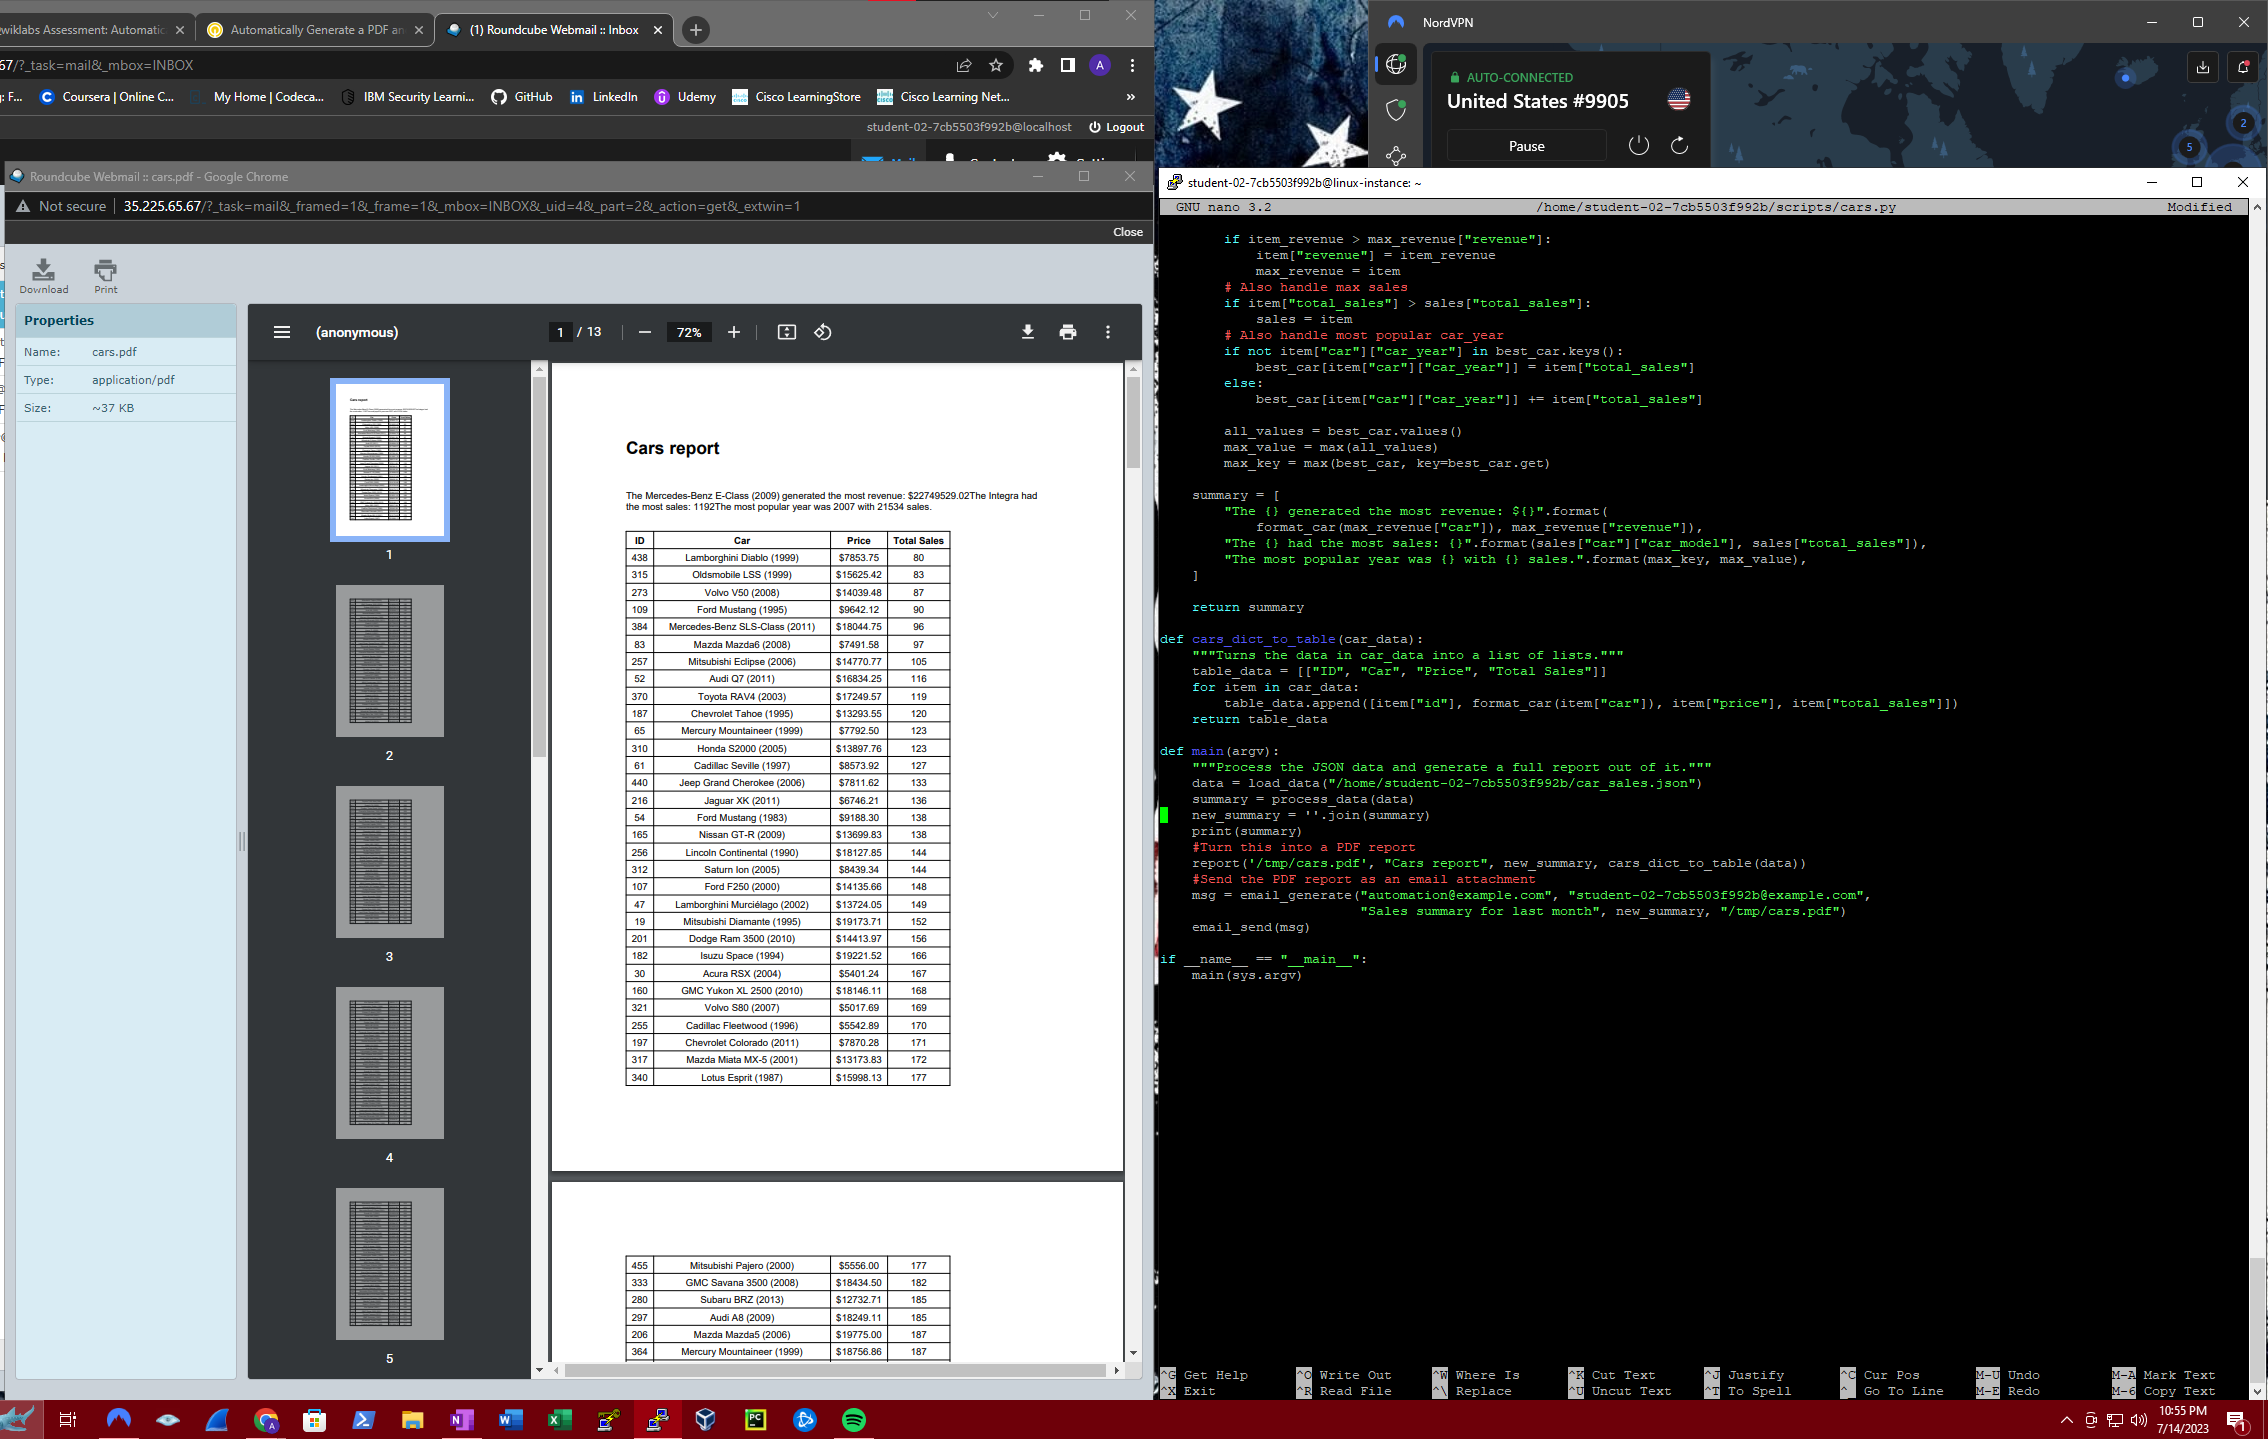 wiklabs Assessment: Automatic
Automatically Generate a PDF an
(1) Roundcube Webmail :: Inbox
67/?_task=mail&_mbox=INBOX
A
g: F...
Coursera | Online C...
My Home | Codeca...
IBM Security Learni...
GitHub
LinkedIn
Udemy
Cisco LearningStore
Cisco Learning Net...
»
student-02-7cb5503f992b@localhost
Logout
Roundcube Webmail :: cars.pdf - Google Chrome
Not secure
35.225.65.67/?_task=mail&_framed=1&_frame=1&_mbox=INBOX&_uid=4&_part=2&_action=get&_extwin=1
Close
Download
Print
Properties
Name: cars.pdf
Type: application/pdf
Size: ~37 KB
(anonymous)
1 / 13
72%
1
2
3
4
5
Cars report
The Mercedes-Benz E-Class (2009) generated the most revenue: $22749529.02The Integra had
the most sales: 1192The most popular year was 2007 with 21534 sales.
ID Car Price Total Sales
438 Lamborghini Diablo (1999) $7853.75 80
315 Oldsmobile LSS (1999) $15625.42 83
273 Volvo V50 (2008) $14039.48 87
109 Ford Mustang (1995) $9642.12 90
384 Mercedes-Benz SLS-Class (2011) $18044.75 96
83 Mazda Mazda6 (2008) $7491.58 97
257 Mitsubishi Eclipse (2006) $14770.77 105
52 Audi Q7 (2011) $16834.25 116
370 Toyota RAV4 (2003) $17249.57 119
187 Chevrolet Tahoe (1995) $13293.55 120
65 Mercury Mountaineer (1999) $7792.50 123
310 Honda S2000 (2005) $13897.76 123
61 Cadillac Seville (1997) $8573.92 127
440 Jeep Grand Cherokee (2006) $7811.62 133
216 Jaguar XK (2011) $6746.21 136
54 Ford Mustang (1983) $9188.30 138
165 Nissan GT-R (2009) $13699.83 138
256 Lincoln Continental (1990) $18127.85 144
312 Saturn Ion (2005) $8439.34 144
107 Ford F250 (2000) $14135.66 148
47 Lamborghini Murciélago (2002) $13724.05 149
19 Mitsubishi Diamante (1995) $19173.71 152
201 Dodge Ram 3500 (2010) $14413.97 156
182 Isuzu Space (1994) $19221.52 166
30 Acura RSX (2004) $5401.24 167
160 GMC Yukon XL 2500 (2010) $18146.11 168
321 Volvo S80 (2007) $5017.69 169
255 Cadillac Fleetwood (1996) $5542.89 170
197 Chevrolet Colorado (2011) $7870.28 171
317 Mazda Miata MX-5 (2001) $13173.83 172
340 Lotus Esprit (1987) $15998.13 177
455 Mitsubishi Pajero (2000) $5556.00 177
333 GMC Savana 3500 (2008) $18434.50 182
280 Subaru BRZ (2013) $12732.71 185
297 Audi A8 (2009) $18249.11 185
206 Mazda Mazda5 (2006) $19775.00 187
364 Mercury Mountaineer (1999) $18756.86 187
NordVPN
AUTO-CONNECTED
United States #9905
Pause
2
5
student-02-7cb5503f992b@linux-instance: ~
GNU nano 3.2 /home/student-02-7cb5503f992b/scripts/cars.py Modified
if item_revenue > max_revenue["revenue"]:
item["revenue"] = item_revenue
max_revenue = item
# Also handle max sales
if item["total_sales"] > sales["total_sales"]:
sales = item
# Also handle most popular car_year
if not item["car"]["car_year"] in best_car.keys():
best_car[item["car"]["car_year"]] = item["total_sales"]
else:
best_car[item["car"]["car_year"]] += item["total_sales"]
all_values = best_car.values()
max_value = max(all_values)
max_key = max(best_car, key=best_car.get)
summary = [
"The {} generated the most revenue: ${}".format(
format_car(max_revenue["car"]), max_revenue["revenue"]),
"The {} had the most sales: {}".format(sales["car"]["car_model"], sales["total_sales"]),
"The most popular year was {} with {} sales.".format(max_key, max_value),
]
return summary
def cars_dict_to_table(car_data):
"""Turns the data in car_data into a list of lists."""
table_data = [["ID", "Car", "Price", "Total Sales"]]
for item in car_data:
table_data.append([item["id"], format_car(item["car"]), item["price"], item["total_sales"]])
return table_data
def main(argv):
"""Process the JSON data and generate a full report out of it."""
data = load_data("/home/student-02-7cb5503f992b/car_sales.json")
summary = process_data(data)
new_summary = ''.join(summary)
print(summary)
#Turn this into a PDF report
report('/tmp/cars.pdf', "Cars report", new_summary, cars_dict_to_table(data))
#Send the PDF report as an email attachment
msg = email_generate("automation@example.com", "student-02-7cb5503f992b@example.com",
"Sales summary for last month", new_summary, "/tmp/cars.pdf")
email_send(msg)
if __name__ == "__main__":
main(sys.argv)
^G Get Help ^O Write Out ^W Where Is ^K Cut Text ^J Justify ^C Cur Pos M-U Undo M-A Mark Text
^X Exit ^R Read File ^\ Replace ^U Uncut Text ^T To Spell ^_ Go To Line M-E Redo M-6 Copy Text
10:55 PM
7/14/2023
1